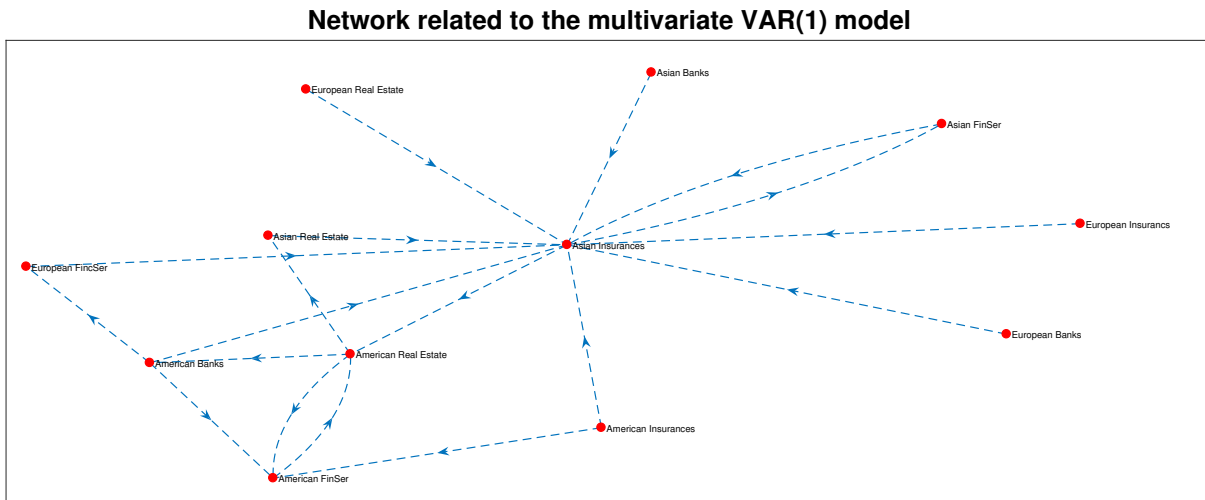 Network related to the multivariate VAR(1) model
Asian Banks
European Real Estate
Asian FinSer
European Insurancs
Asian Real Estate
Asian Insurances
European FincSer
European Banks
American Real Estate
American Banks
American Insurances
American FinSer